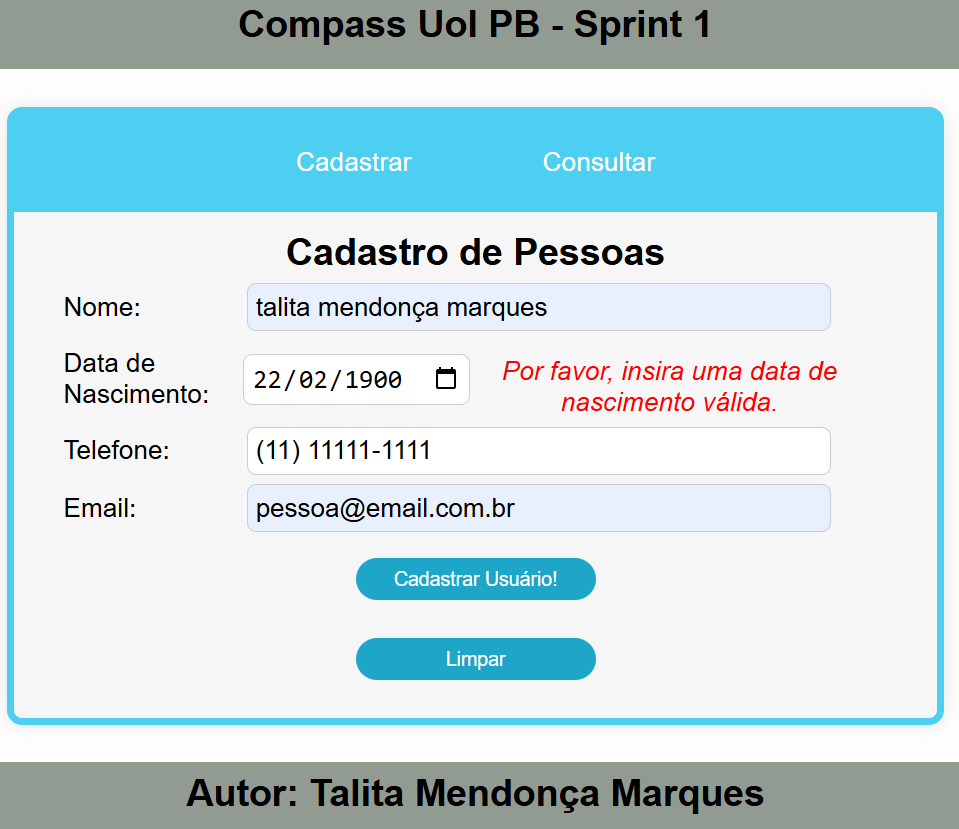 Compass Uol PB - Sprint 1
Cadastrar Consultar
Cadastro de Pessoas
Nome: talita mendonça marques
Data de
Nascimento: 22/02/1900
Por favor, insira uma data de
nascimento válida.
Telefone: (11) 11111-1111
Email: pessoa@email.com.br
Cadastrar Usuário!
Limpar
Autor: Talita Mendonça Marques